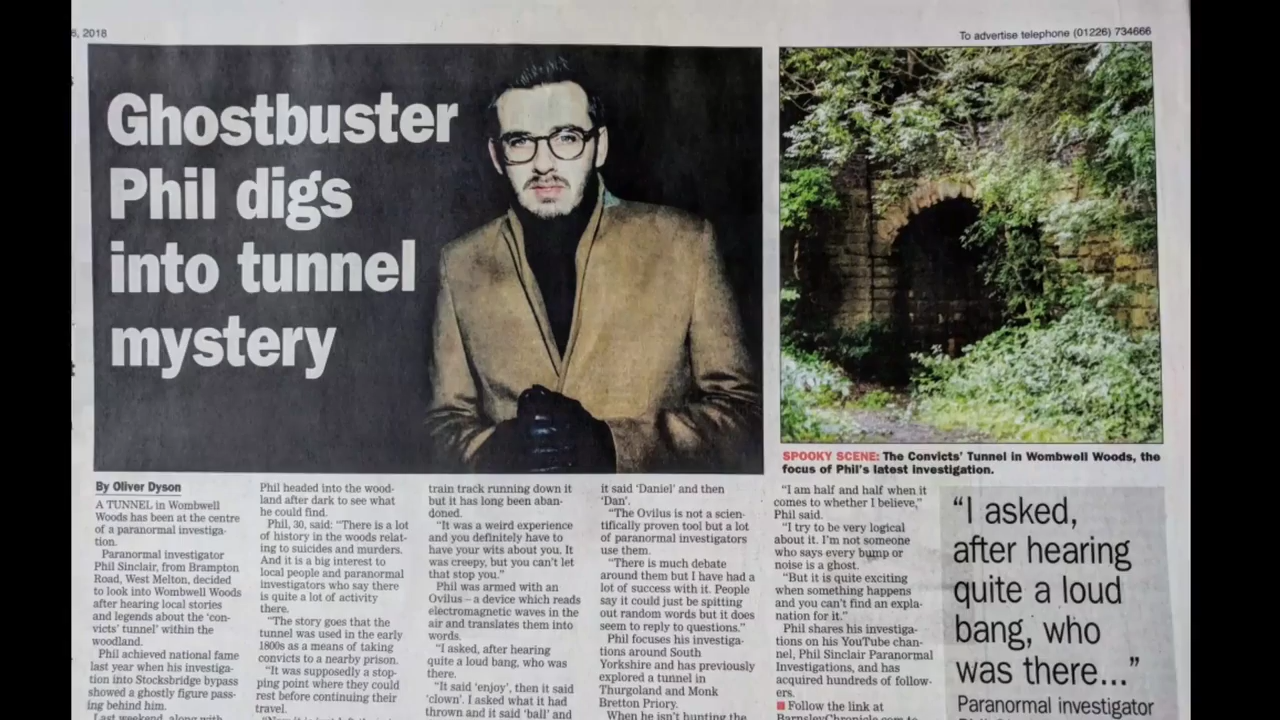 6, 2018
To advertise telephone (01226) 734666
Ghostbuster
Phil digs
into tunnel
mystery
SPOOKY SCENE: The Convicts' Tunnel in Wombwell Woods, the
focus of Phil's latest investigation.
By Oliver Dyson
A TUNNEL in Wombwell
Woods has been at the centre
of a paranormal investiga-
tion.
Paranormal investigator
Phil Sinclair, from Brampton
Road, West Melton, decided
to look into Wombwell Woods
after hearing local stories
and legends about the 'con-
victs' tunnel' within the
woodland.
Phil achieved national fame
last year when his investiga-
tion into Stocksbridge bypass
showed a ghostly figure pass-
ing behind him.
Last weekend, along with
Phil headed into the wood-
land after dark to see what
he could find.
Phil, 30, said: "There is a lot
of history in the woods relat-
ing to suicides and murders.
And it is a big interest to
local people and paranormal
investigators who say there
is quite a lot of activity
there.
"The story goes that the
tunnel was used in the early
1800s as a means of taking
convicts to a nearby prison.
"It was supposedly a stop-
ping point where they could
rest before continuing their
travel.
train track running down it
but it has long been aban-
doned.
"It was a weird experience
and you definitely have to
have your wits about you. It
was creepy, but you can't let
that stop you."
Phil was armed with an
Ovilus – a device which reads
electromagnetic waves in the
air and translates them into
words.
"I asked, after hearing
quite a loud bang, who was
there.
"It said 'enjoy', then it said
'clown'. I asked what it had
thrown and it said 'ball' and
it said 'Daniel' and then
'Dan'.
"The Ovilus is not a scien-
tifically proven tool but a lot
of paranormal investigators
use them.
"There is much debate
around them but I have had a
lot of success with it. People
say it could just be spitting
out random words but it does
seem to reply to questions."
Phil focuses his investiga-
tions around South
Yorkshire and has previously
explored a tunnel in
Thurgoland and Monk
Bretton Priory.
When he isn't hunting the
"I am half and half when it
comes to whether I believe,"
Phil said.
"I try to be very logical
about it. I'm not someone
who says every bump or
noise is a ghost.
"But it is quite exciting
when something happens
and you can't find an expla-
nation for it."
Phil shares his investiga-
tions on his YouTube chan-
nel, Phil Sinclair Paranormal
Investigations, and has
acquired hundreds of follow-
ers.
Follow the link at
"I asked,
after hearing
quite a loud
bang, who
was there..."
Paranormal investigator